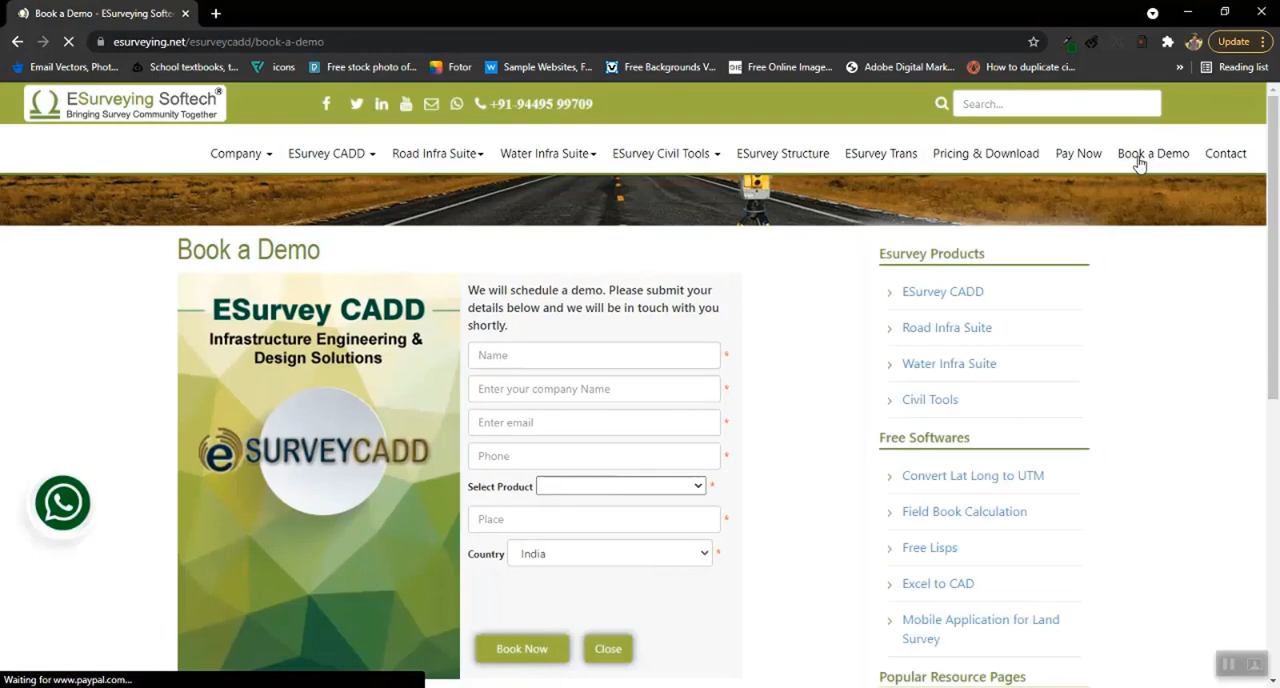 Book a Demo - ESurveying Softe
esurveying.net/esurveycadd/book-a-demo
Update
Email Vectors, Phot...
School textbooks, t...
icons
Free stock photo of...
Fotor
Sample Websites, F...
Free Backgrounds V...
Free Online Image...
Adobe Digital Mark...
How to duplicate ci...
»
Reading list
ESurveying Softech®
Bringing Survey Community Together
+91-94495 99709
Search...
Company
ESurvey CADD
Road Infra Suite
Water Infra Suite
ESurvey Civil Tools
ESurvey Structure
ESurvey Trans
Pricing & Download
Pay Now
Book a Demo
Contact
Book a Demo
ESurvey CADD
Infrastructure Engineering &
Design Solutions
eSURVEYCADD
We will schedule a demo. Please submit your
details below and we will be in touch with you
shortly.
Name *
Enter your company Name *
Enter email *
Phone *
Select Product *
Place *
Country India *
Book Now
Close
Esurvey Products
ESurvey CADD
Road Infra Suite
Water Infra Suite
Civil Tools
Free Softwares
Convert Lat Long to UTM
Field Book Calculation
Free Lisps
Excel to CAD
Mobile Application for Land
Survey
Popular Resource Pages
Waiting for www.paypal.com...